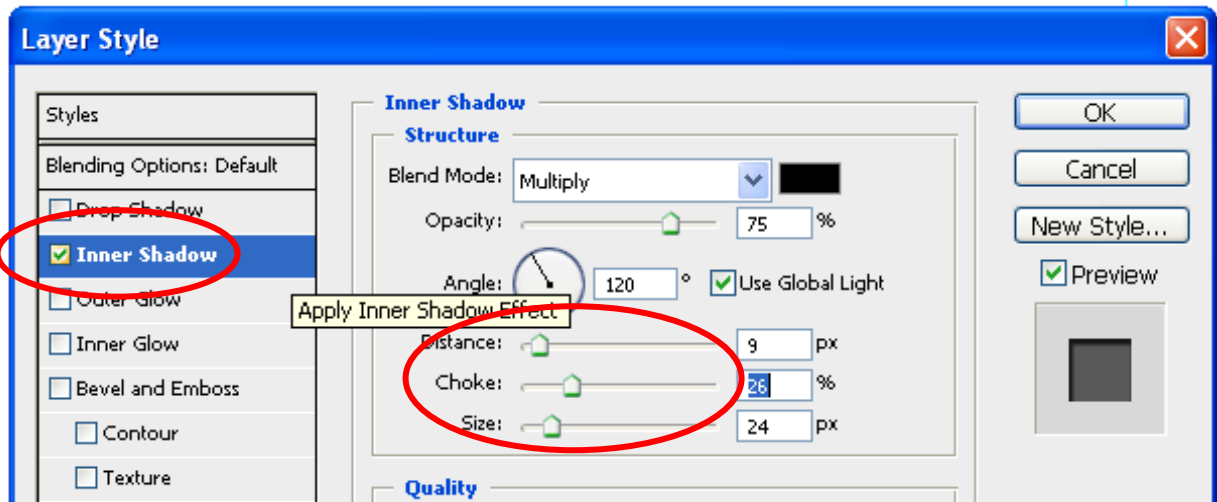 Layer Style
Styles
Blending Options: Default
Drop Shadow
Inner Shadow
Outer Glow
Inner Glow
Bevel and Emboss
Contour
Texture
Apply Inner Shadow Effect
Inner Shadow
Structure
Blend Mode: Multiply
Opacity: 75 %
Angle: 120 ° Use Global Light
Distance: 9 px
Choke: 26 %
Size: 24 px
Quality
OK
Cancel
New Style...
Preview